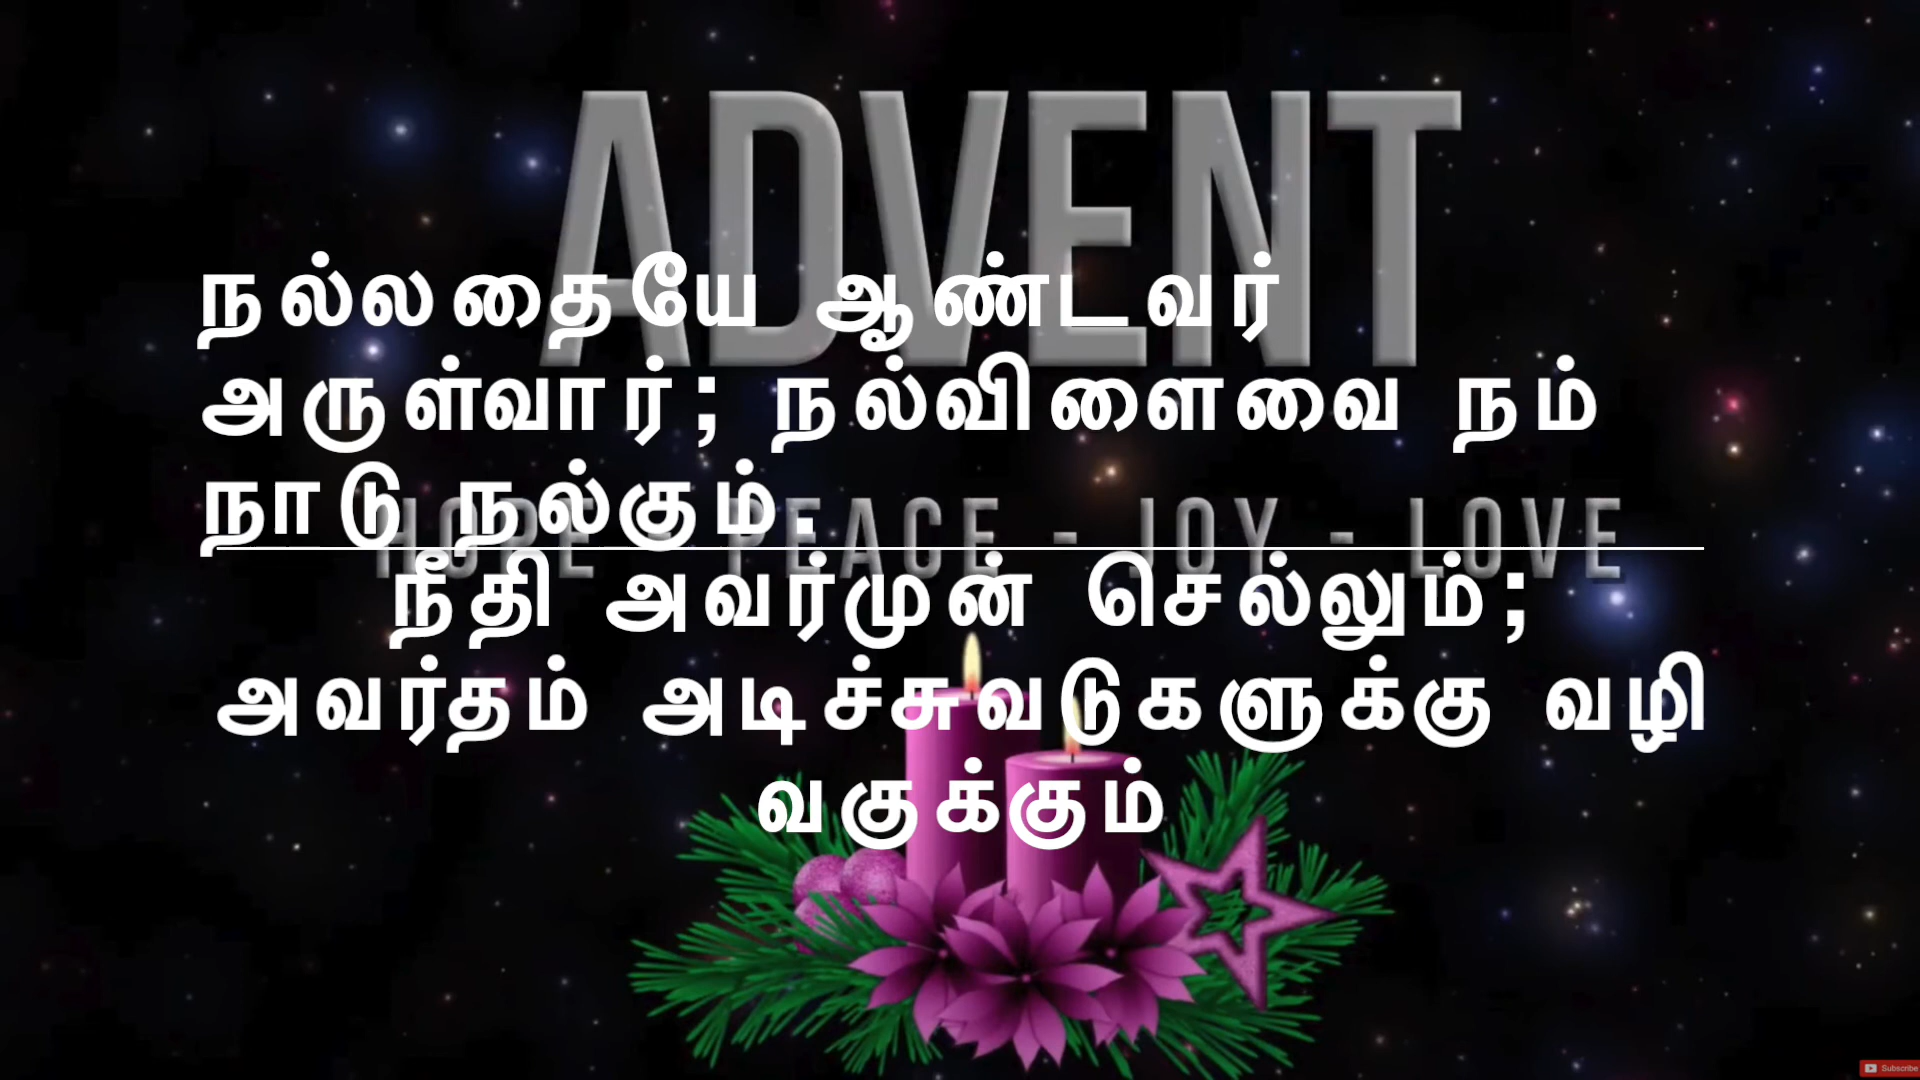 ADVENT
நல்லதையே ஆண்டவர்
அருள்வார்; நல்விளைவை நம்
நாடு நல்கும்.
HOPE - PEACE - JOY - LOVE
நீதி அவர்முன் செல்லும்;
அவர்தம் அடிச்சுவடுகளுக்கு வழி
வகுக்கும்
Subscribe